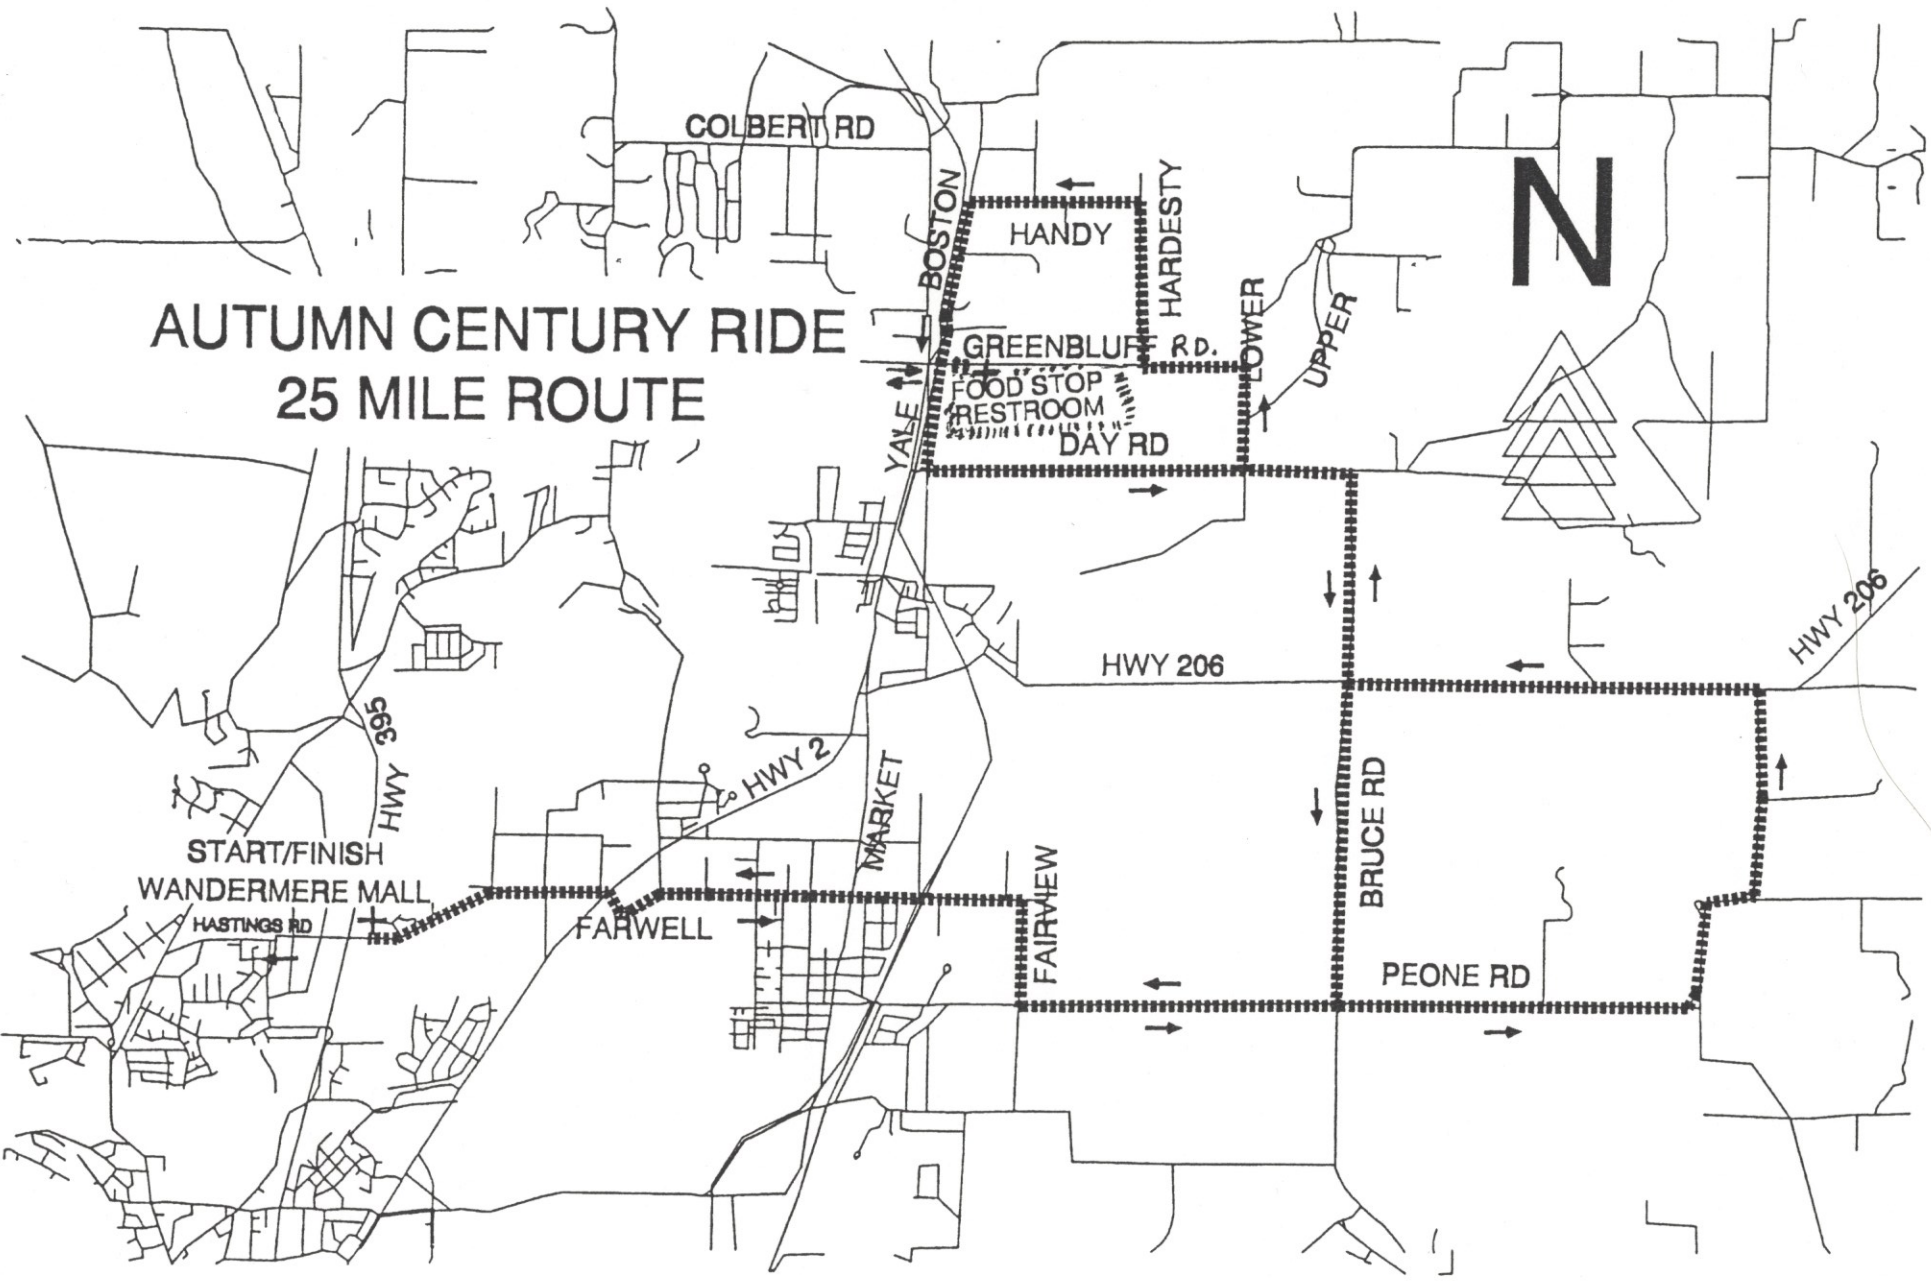 COLBERT RD
N
BOSTON
HANDY
HARDESTY
AUTUMN CENTURY RIDE
25 MILE ROUTE
GREENBLUFF RD.
LOWER
UPPER
FOOD STOP
RESTROOM
YALE
DAY RD
HWY 206
HWY 206
HWY 395
HWY 2
MARKET
BRUCE RD
START/FINISH
WANDERMERE MALL
HASTINGS RD
FARWELL
FAIRVIEW
PEONE RD